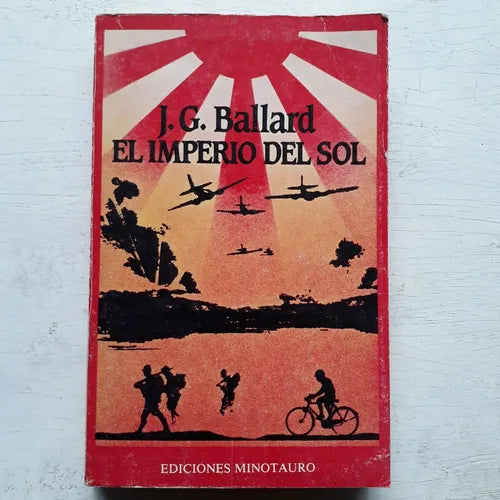 J. G. Ballard
EL IMPERIO DEL SOL
EDICIONES MINOTAURO